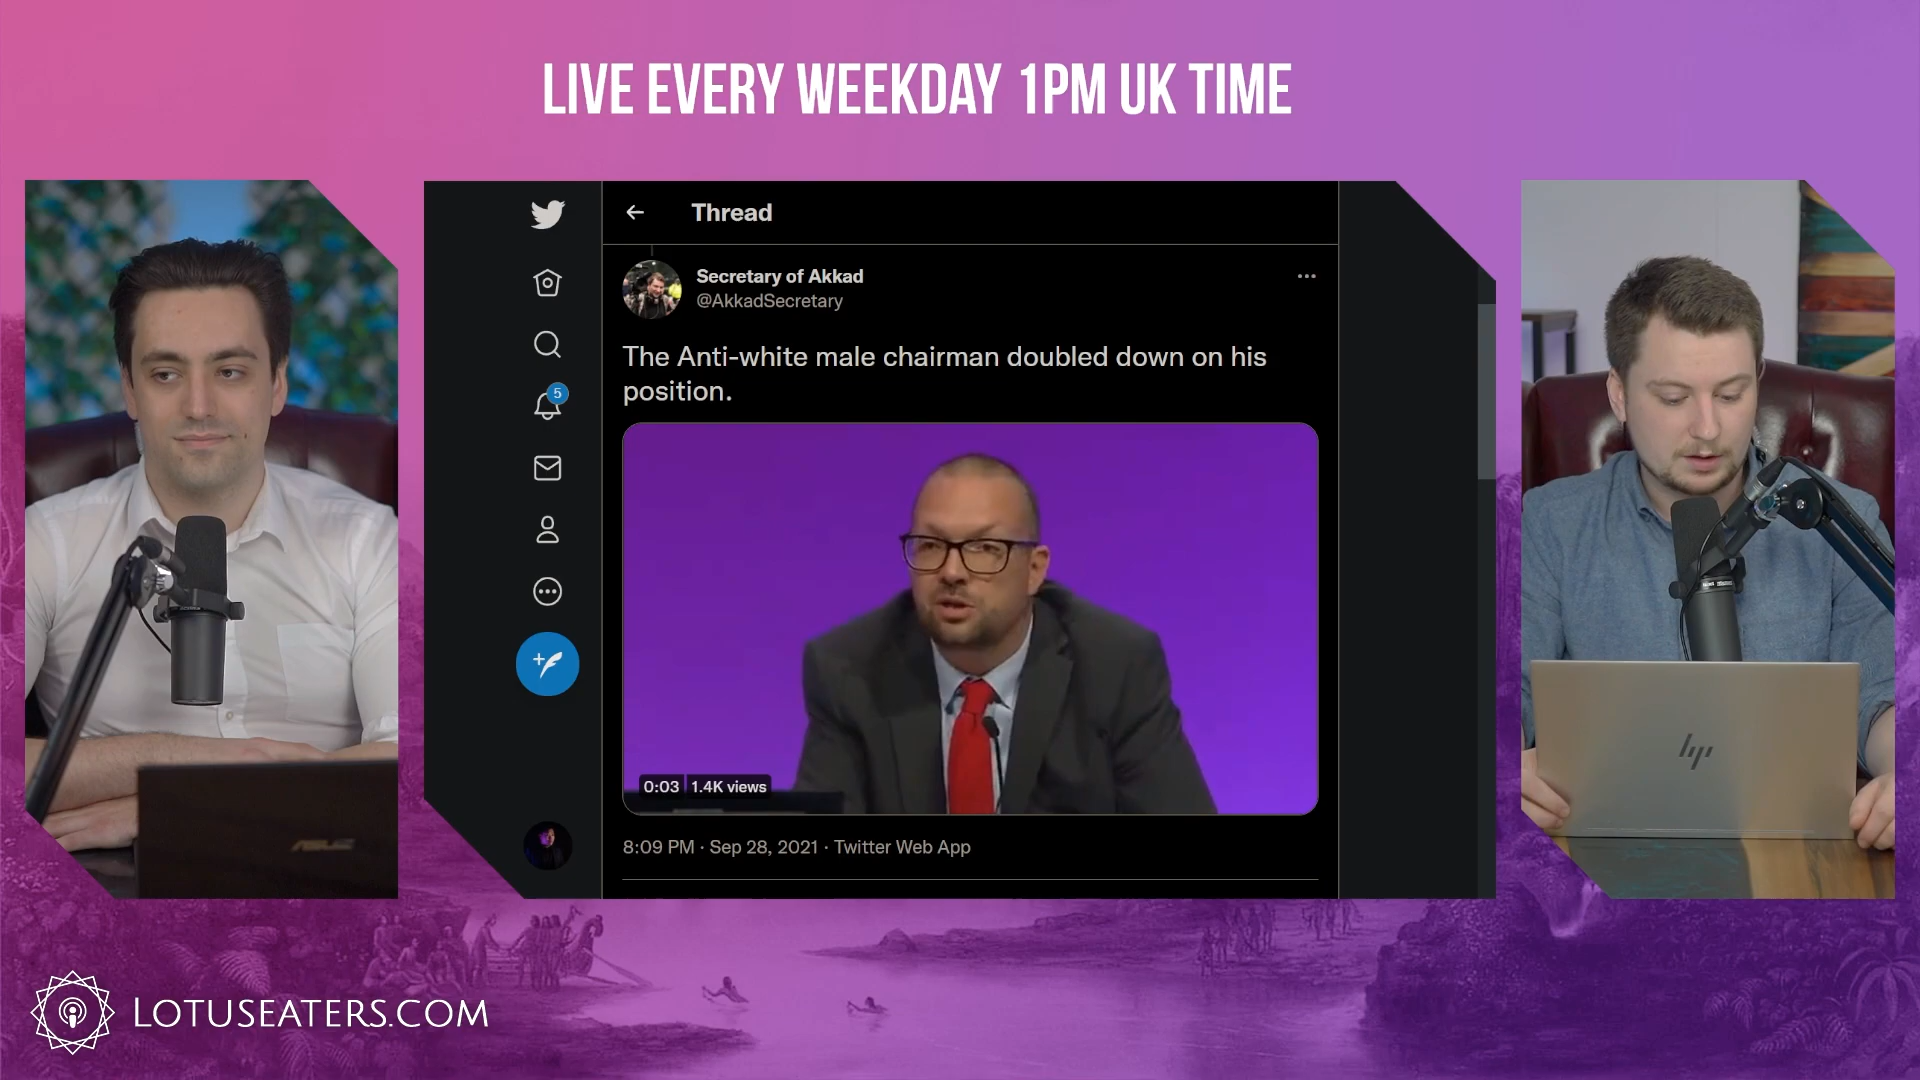 LIVE EVERY WEEKDAY 1PM UK TIME
Thread
Secretary of Akkad
@AkkadSecretary
The Anti-white male chairman doubled down on his
position.
5
0:03 1.4K views
8:09 PM · Sep 28, 2021 · Twitter Web App
ASUS
hp
LOTUSEATERS.COM